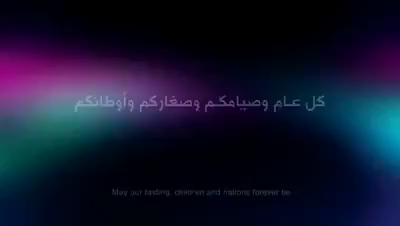 كل عام وصيامكم وصغاركم وأوطانكم
May our fasting, children and nations forever be